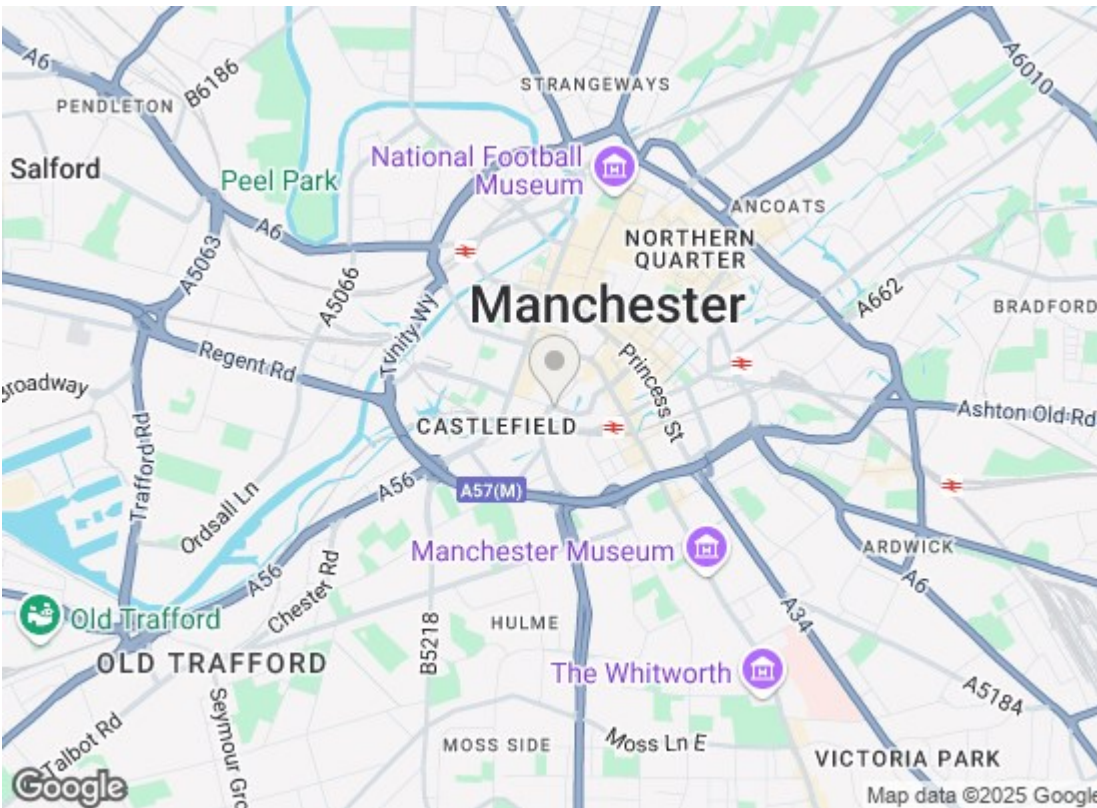 A6
B6186
STRANGEWAYS
A6010
PENDLETON
National Football
Museum
Salford
Peel Park
ANCOATS
A6
NORTHERN
QUARTER
A5063
A5066
A662
Manchester
BRADFORD
Trinity Wy
Regent Rd
Princess St
Broadway
Ashton Old Rd
CASTLEFIELD
Trafford Rd
A56
A57(M)
Ordsall Ln
Manchester Museum
ARDWICK
A56
Chester Rd
A6
Old Trafford
A34
HULME
B5218
OLD TRAFFORD
The Whitworth
A5184
Seymour Gro
Talbot Rd
MOSS SIDE
Moss Ln E
VICTORIA PARK
Google
Map data ©2025 Google